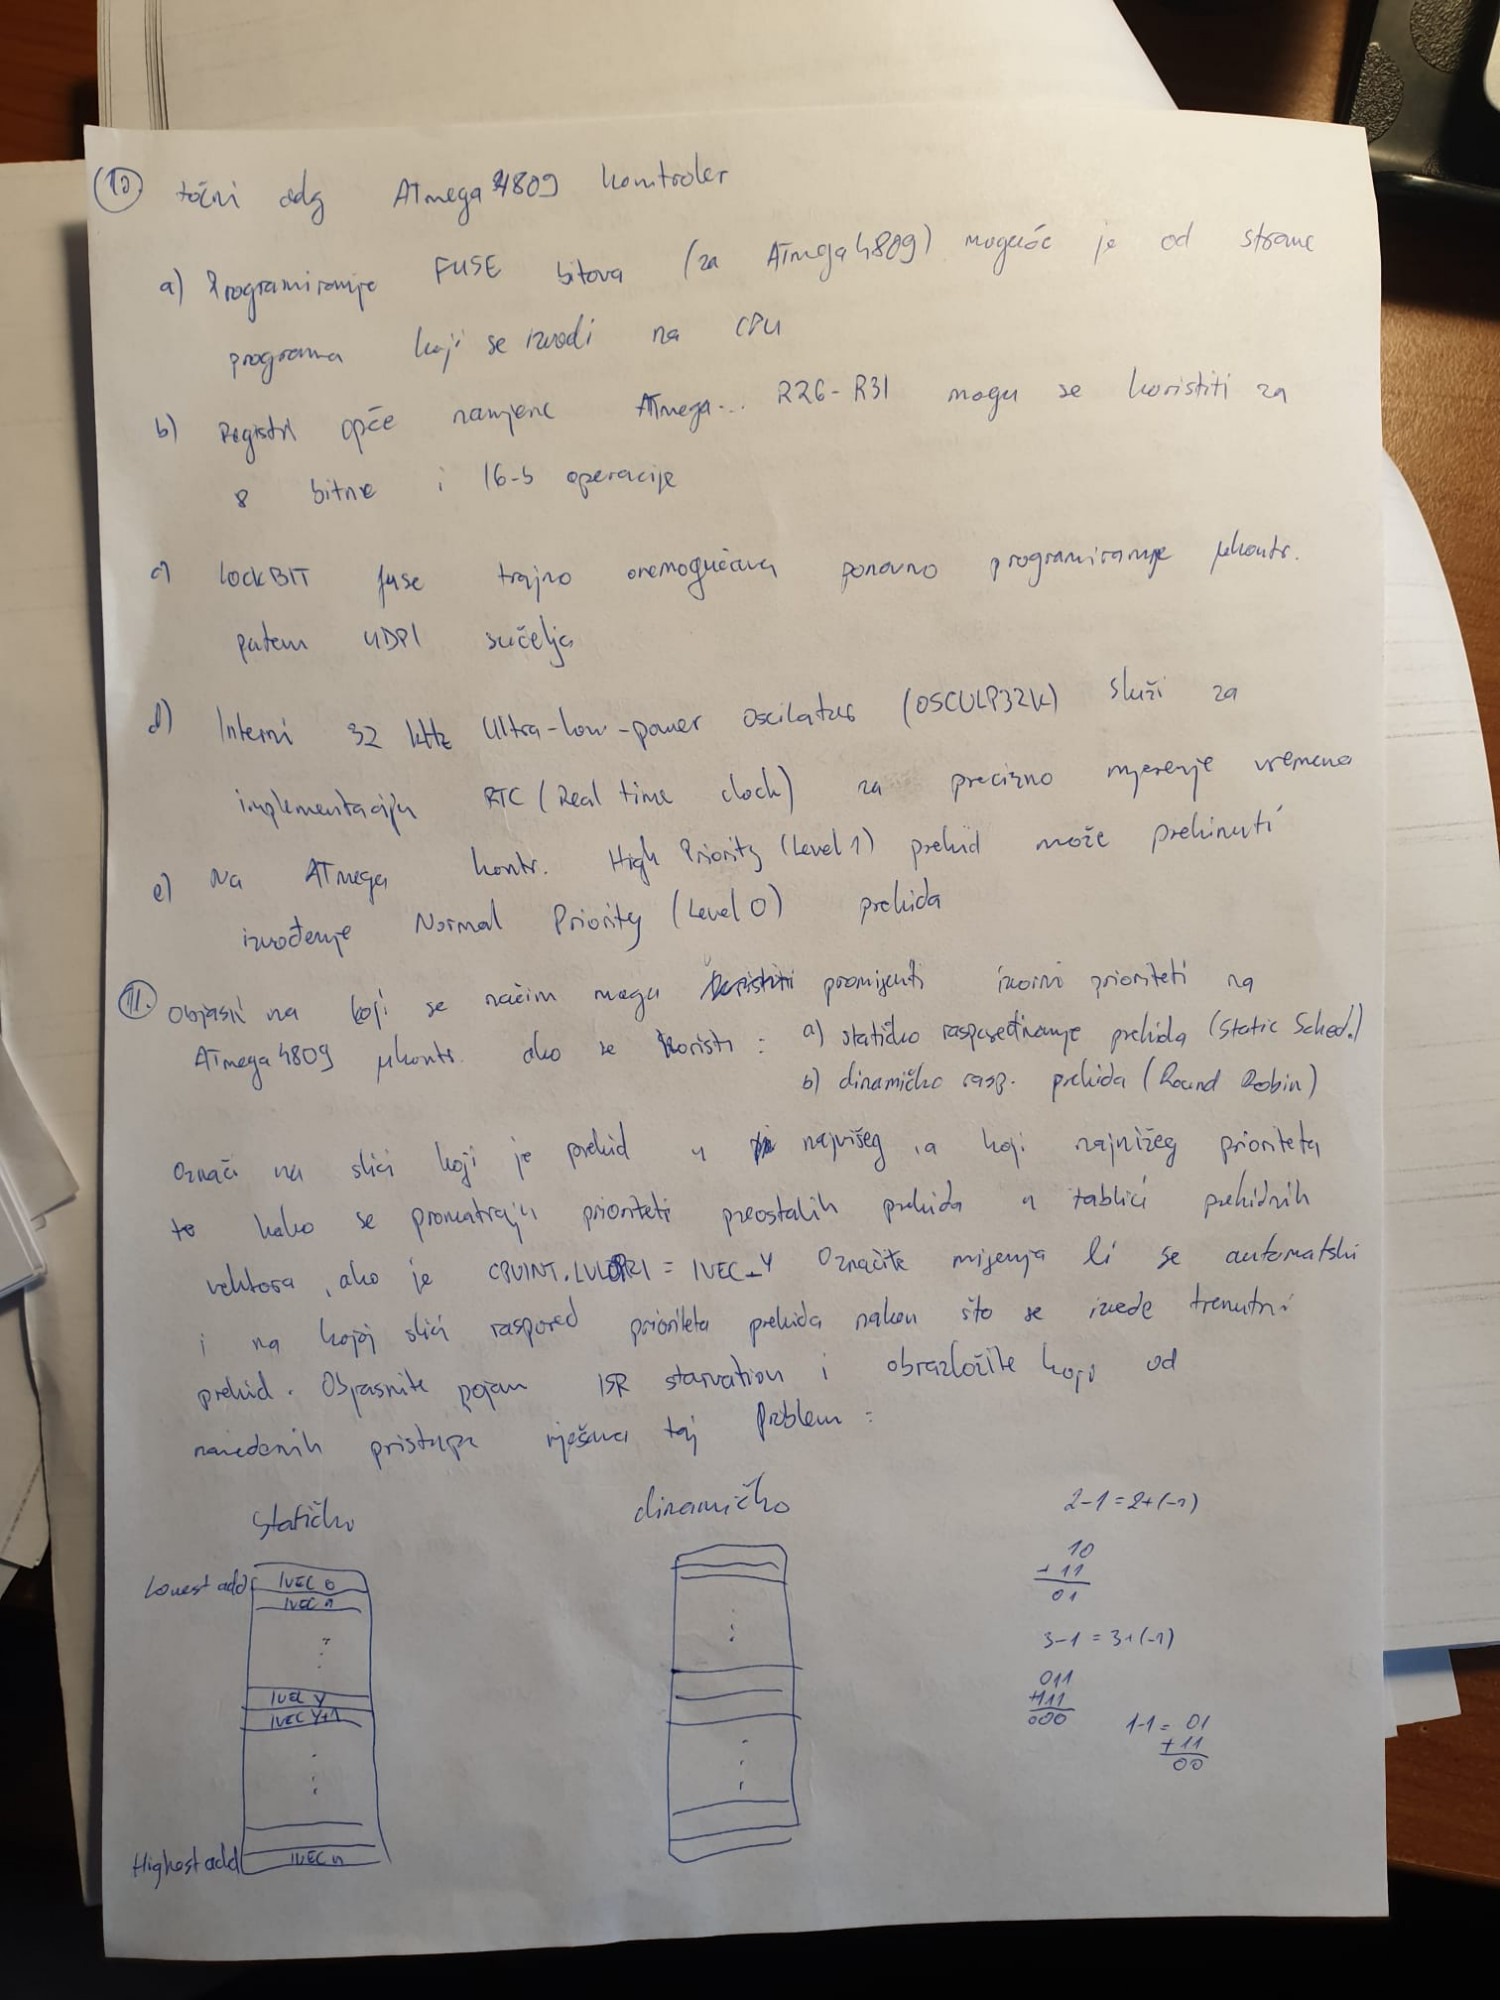 10 točni odg ATmega 4809 kontroler
a) Programiranje FUSE bitova (za ATmega4809) moguće je od strane
programa koji se izvodi na CPU
b) Registri opće namjene ATmega... R26-R31 mogu se koristiti za
8 bitne i 16-b operacije
c) LockBIT fuse trajno onemogućava ponovno programiranje μkontr.
putem UDPI sučelja
d) Interni 32 kHz Ultra-low-power oscilator (OSCULP32K) služi za
implementaciju RTC (Real time clock) za precizno mjerenje vremena
e) Na ATmega kontr. High Priority (Level 1) prekid može prekinuti
izvođenje Normal Priority (Level 0) prekida
11. Objasni na koji se način mogu promijeniti izvorni prioriteti na
ATmega 4809 μkontr. ako se koristi : a) statičko raspoređivanje prekida (Static Sched.)
b) dinamičko rasp. prekida (Round Robin)
Označi na slici koji je prekid u najvišeg , a koji najnižeg prioriteta
te kako se promatraju prioriteti preostalih prekida u tablici prekidnih
vektora, ako je CPUINT.LVL0PRI = IVEC_Y Označite mijenja li se automatski
i na kojoj slici raspored prioriteta prekida nakon što se izvede trenutni
prekid. Objasnite pojam ISR starvation i obrazložite koji od
navedenih pristupa rješava taj Problem :
Statičko dinamičko
2-1 = 2+(-1)
Lowest add IVEC 0
IVEC n
10
+ 11
01
3-1 = 3+(-1)
011
+111
000
IVEC Y
IVEC Y+1
1-1 = 01
+ 11
00
Highest add IVEC n